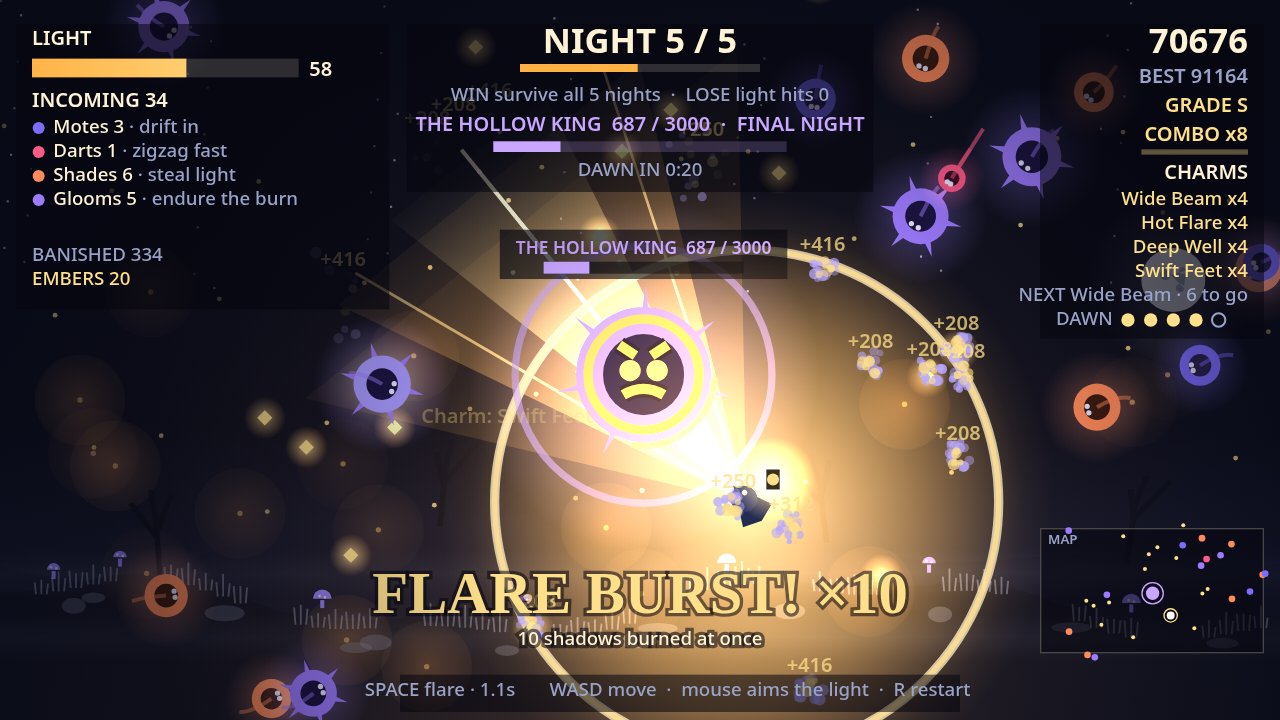 LIGHT
58
INCOMING 34
Motes 3 · drift in
Darts 1 · zigzag fast
Shades 6 · steal light
Glooms 5 · endure the burn
BANISHED 334
EMBERS 20
NIGHT 5 / 5
WIN survive all 5 nights · LOSE light hits 0
THE HOLLOW KING 687 / 3000 · FINAL NIGHT
DAWN IN 0:20
70676
BEST 91164
GRADE S
COMBO x8
CHARMS
Wide Beam x4
Hot Flare x4
Deep Well x4
Swift Feet x4
NEXT Wide Beam · 6 to go
DAWN
+208
+250
THE HOLLOW KING 687 / 3000
+416
+416
+208
+208
+208
Charm: Swift
+208
+250
MAP
FLARE BURST! ×10
10 shadows burned at once
+416
SPACE flare · 1.1s WASD move · mouse aims the light · R restart